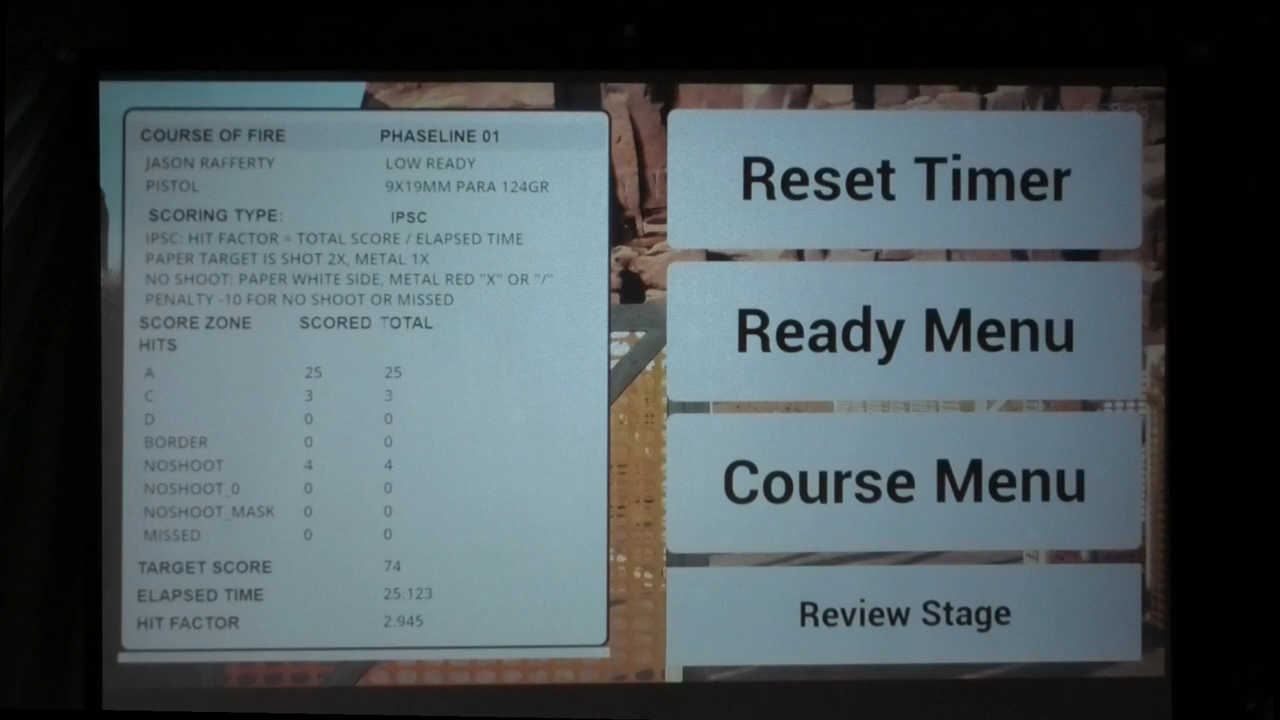 COURSE OF FIRE PHASELINE 01
JASON RAFFERTY LOW READY
PISTOL 9X19MM PARA 124GR
SCORING TYPE: IPSC
IPSC: HIT FACTOR = TOTAL SCORE / ELAPSED TIME
PAPER TARGET IS SHOT 2X, METAL 1X
NO SHOOT: PAPER WHITE SIDE, METAL RED "X" OR "/"
PENALTY -10 FOR NO SHOOT OR MISSED
SCORE ZONE SCORED TOTAL
HITS
A 25 25
C 3 3
D 0 0
BORDER 0 0
NOSHOOT 4 4
NOSHOOT_0 0 0
NOSHOOT_MASK 0 0
MISSED 0 0
TARGET SCORE 74
ELAPSED TIME 25.123
HIT FACTOR 2.945
Reset Timer
Ready Menu
Course Menu
Review Stage